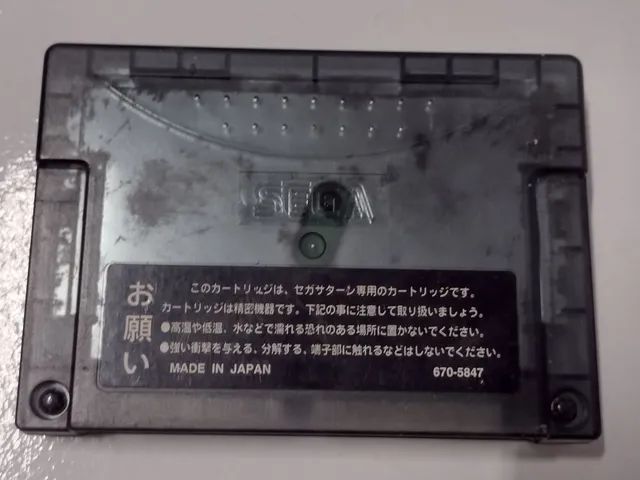 SEGA
お願い
このカートリッジは、セガサターン専用のカートリッジです。
カートリッジは精密機器です。下記の事に注意して取り扱いましょう。
●高温や低温、水などで濡れる恐れのある場所に置かないでください。
●強い衝撃を与える、分解する、端子部に触れるなどはしないでください。
MADE IN JAPAN 670-5847